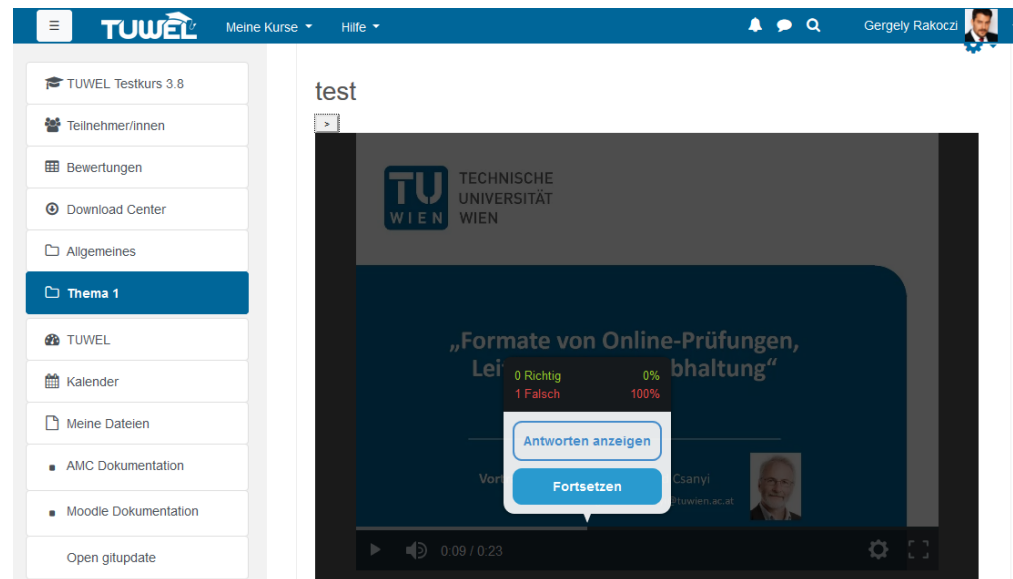 TUWEL
Meine Kurse
Hilfe
Gergely Rakoczi
TUWEL Testkurs 3.8
Teilnehmer/innen
Bewertungen
Download Center
Allgemeines
Thema 1
TUWEL
Kalender
Meine Dateien
AMC Dokumentation
Moodle Dokumentation
Open gitupdate
test
>
TU
WIEN
TECHNISCHE
UNIVERSITÄT
WIEN
„Formate von Online-Prüfungen,
Lei bhaltung“
0 Richtig 0%
1 Falsch 100%
Antworten anzeigen
Fortsetzen
Vort Csanyi
@tuwien.ac.at
0:09 / 0:23